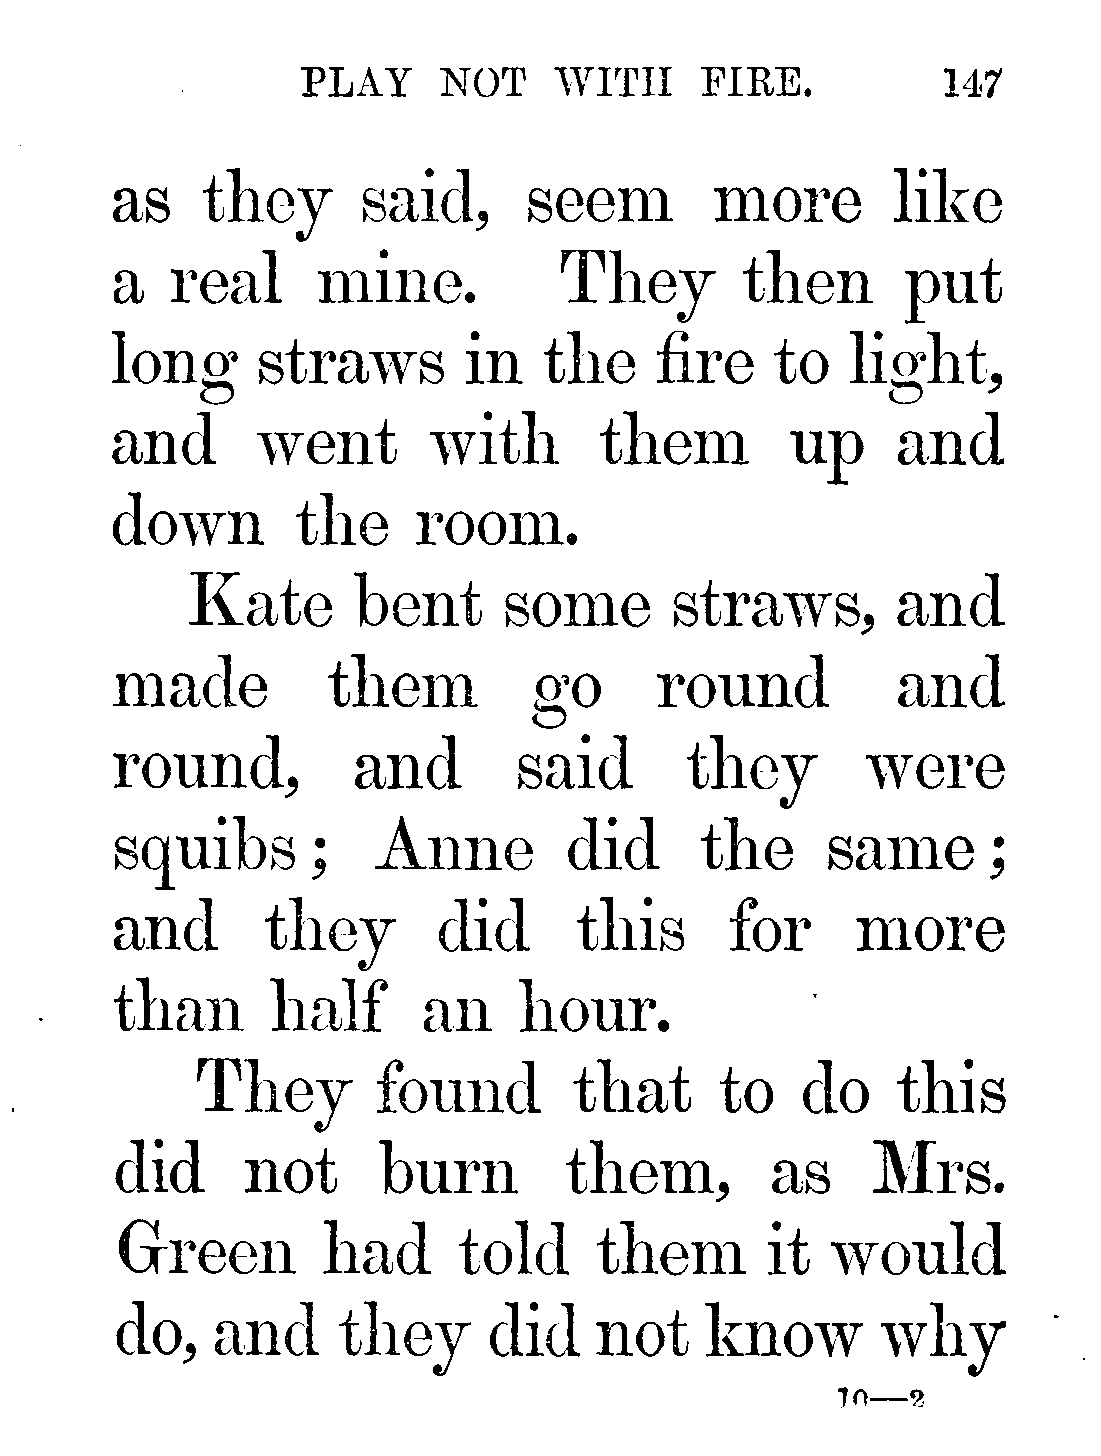 PLAY NOT WITH FIRE. 147
as they said, seem more like
a real mine. They then put
long straws in the fire to light,
and went with them up and
down the room.
Kate bent some straws, and
made them go round and
round, and said they were
squibs; Anne did the same;
and they did this for more
than half an hour.
They found that to do this
did not burn them, as Mrs.
Green had told them it would
do, and they did not know why
10—2